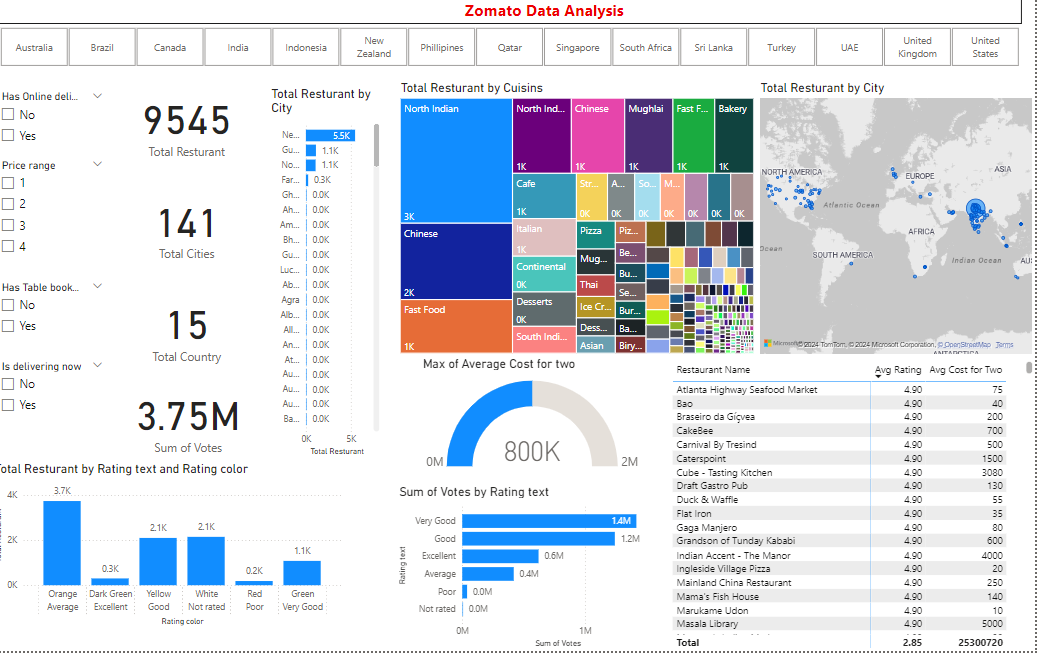 Zomato Data Analysis
Australia
Brazil
Canada
India
Indonesia
New
Zealand
Phillipines
Qatar
Singapore
South Africa
Sri Lanka
Turkey
UAE
United
Kingdom
United
States
Has Online deli...
No
Yes
Price range
1
2
3
4
Has Table book...
No
Yes
Is delivering now
No
Yes
9545
Total Resturant
141
Total Cities
15
Total Country
3.75M
Sum of Votes
Total Resturant by
City
Ne... 5.5K
Gu... 1.1K
No... 1.1K
Far... 0.3K
Gh... 0.0K
Ah... 0.0K
Am... 0.0K
Bh... 0.0K
Gu... 0.0K
Luc... 0.0K
Ab... 0.0K
Agra 0.0K
Alb... 0.0K
All... 0.0K
An... 0.0K
At... 0.0K
Au... 0.0K
Au... 0.0K
Au... 0.0K
Ba... 0.0K
0K 5K
Total Resturant
Total Resturant by Cuisins
North Indian
3K
Chinese
2K
Fast Food
1K
North Ind...
1K
Chinese
1K
Mughlai
1K
Fast F...
1K
Bakery
1K
Cafe
1K
Str...
0K
A...
0K
So...
0K
M...
0K
0K
0K
0K
Italian
1K
Continental
0K
Desserts
0K
South Indi...
Pizza
Mug...
Thai
Ice Cr...
Dess...
Asian
Piz...
Be...
Bu...
Se...
Bur...
Ba...
Biry...
Total Resturant by City
NORTH AMERICA
EUROPE
ASIA
Atlantic Ocean
AFRICA
Ocean
SOUTH AMERICA
Indian Ocean
AU
© 2024 TomTom, © 2024 Microsoft Corporation, © OpenStreetMap Terms
ANTARCTICA
Max of Average Cost for two
0M
800K
2M
Sum of Votes by Rating text
Rating text
Very Good 1.4M
Good 1.2M
Excellent 0.6M
Average 0.4M
Poor 0.0M
Not rated 0.0M
0M 1M
Sum of Votes
otal Resturant by Rating text and Rating color
4K
2K
0K
3.7K
0.3K
2.1K
2.1K
0.2K
1.1K
Orange Dark Green Yellow White Red Green
Average Excellent Good Not rated Poor Very Good
Rating color
Restaurant Name Avg Rating Avg Cost for Two
Atlanta Highway Seafood Market 4.90 75
Bao 4.90 40
Braseiro da Gíçvea 4.90 200
CakeBee 4.90 700
Carnival By Tresind 4.90 500
Caterspoint 4.90 1500
Cube - Tasting Kitchen 4.90 3080
Draft Gastro Pub 4.90 130
Duck & Waffle 4.90 55
Flat Iron 4.90 35
Gaga Manjero 4.90 80
Grandson of Tunday Kababi 4.90 600
Indian Accent - The Manor 4.90 4000
Ingleside Village Pizza 4.90 20
Mainland China Restaurant 4.90 250
Mama's Fish House 4.90 140
Marukame Udon 4.90 10
Masala Library 4.90 5000
Total 2.85 25300720